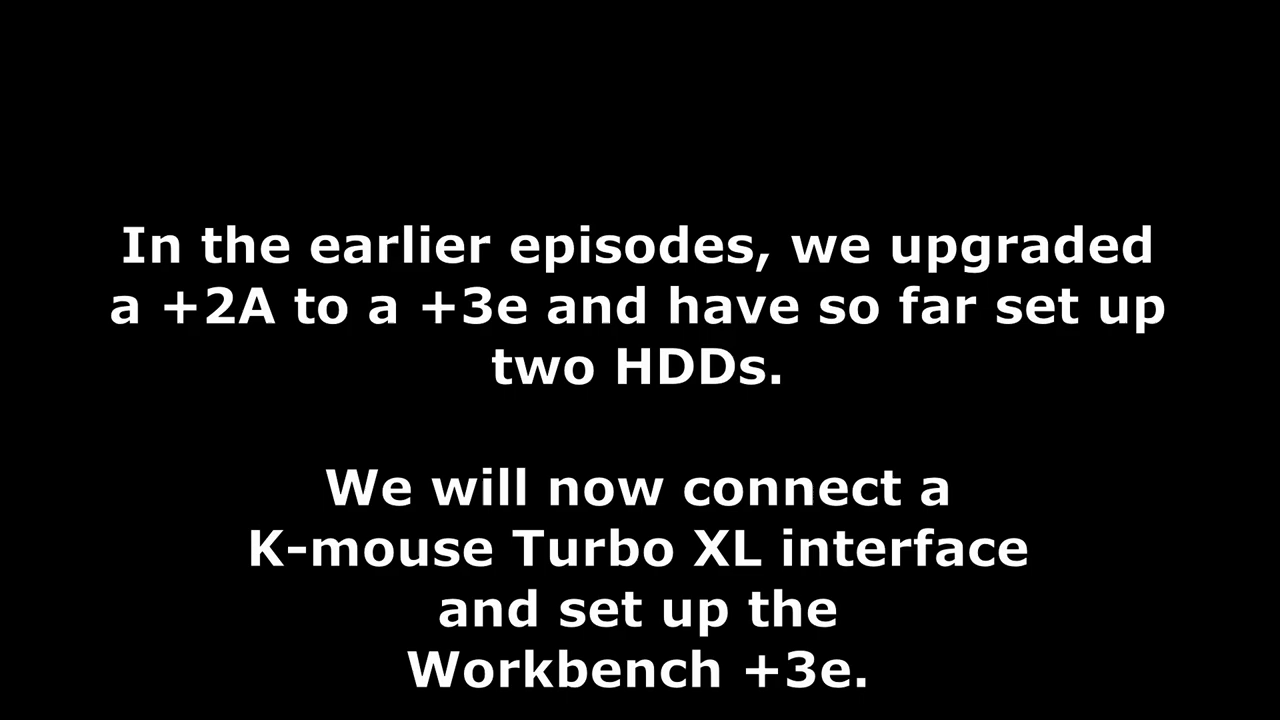 In the earlier episodes, we upgraded
a +2A to a +3e and have so far set up
two HDDs.
We will now connect a
K-mouse Turbo XL interface
and set up the
Workbench +3e.